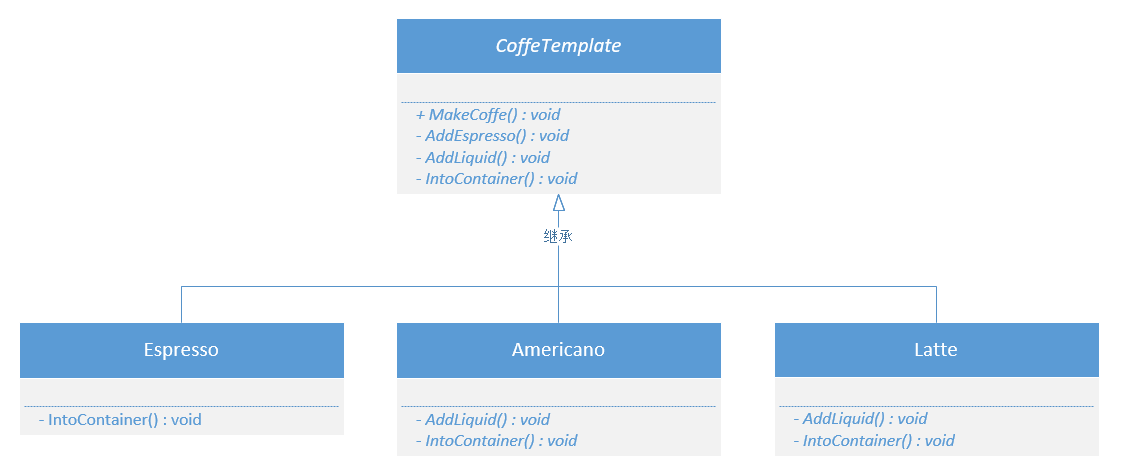 CoffeTemplate
+ MakeCoffe() : void
- AddEspresso() : void
- AddLiquid() : void
- IntoContainer() : void
继承
Espresso
- IntoContainer() : void
Americano
- AddLiquid() : void
- IntoContainer() : void
Latte
- AddLiquid() : void
- IntoContainer() : void